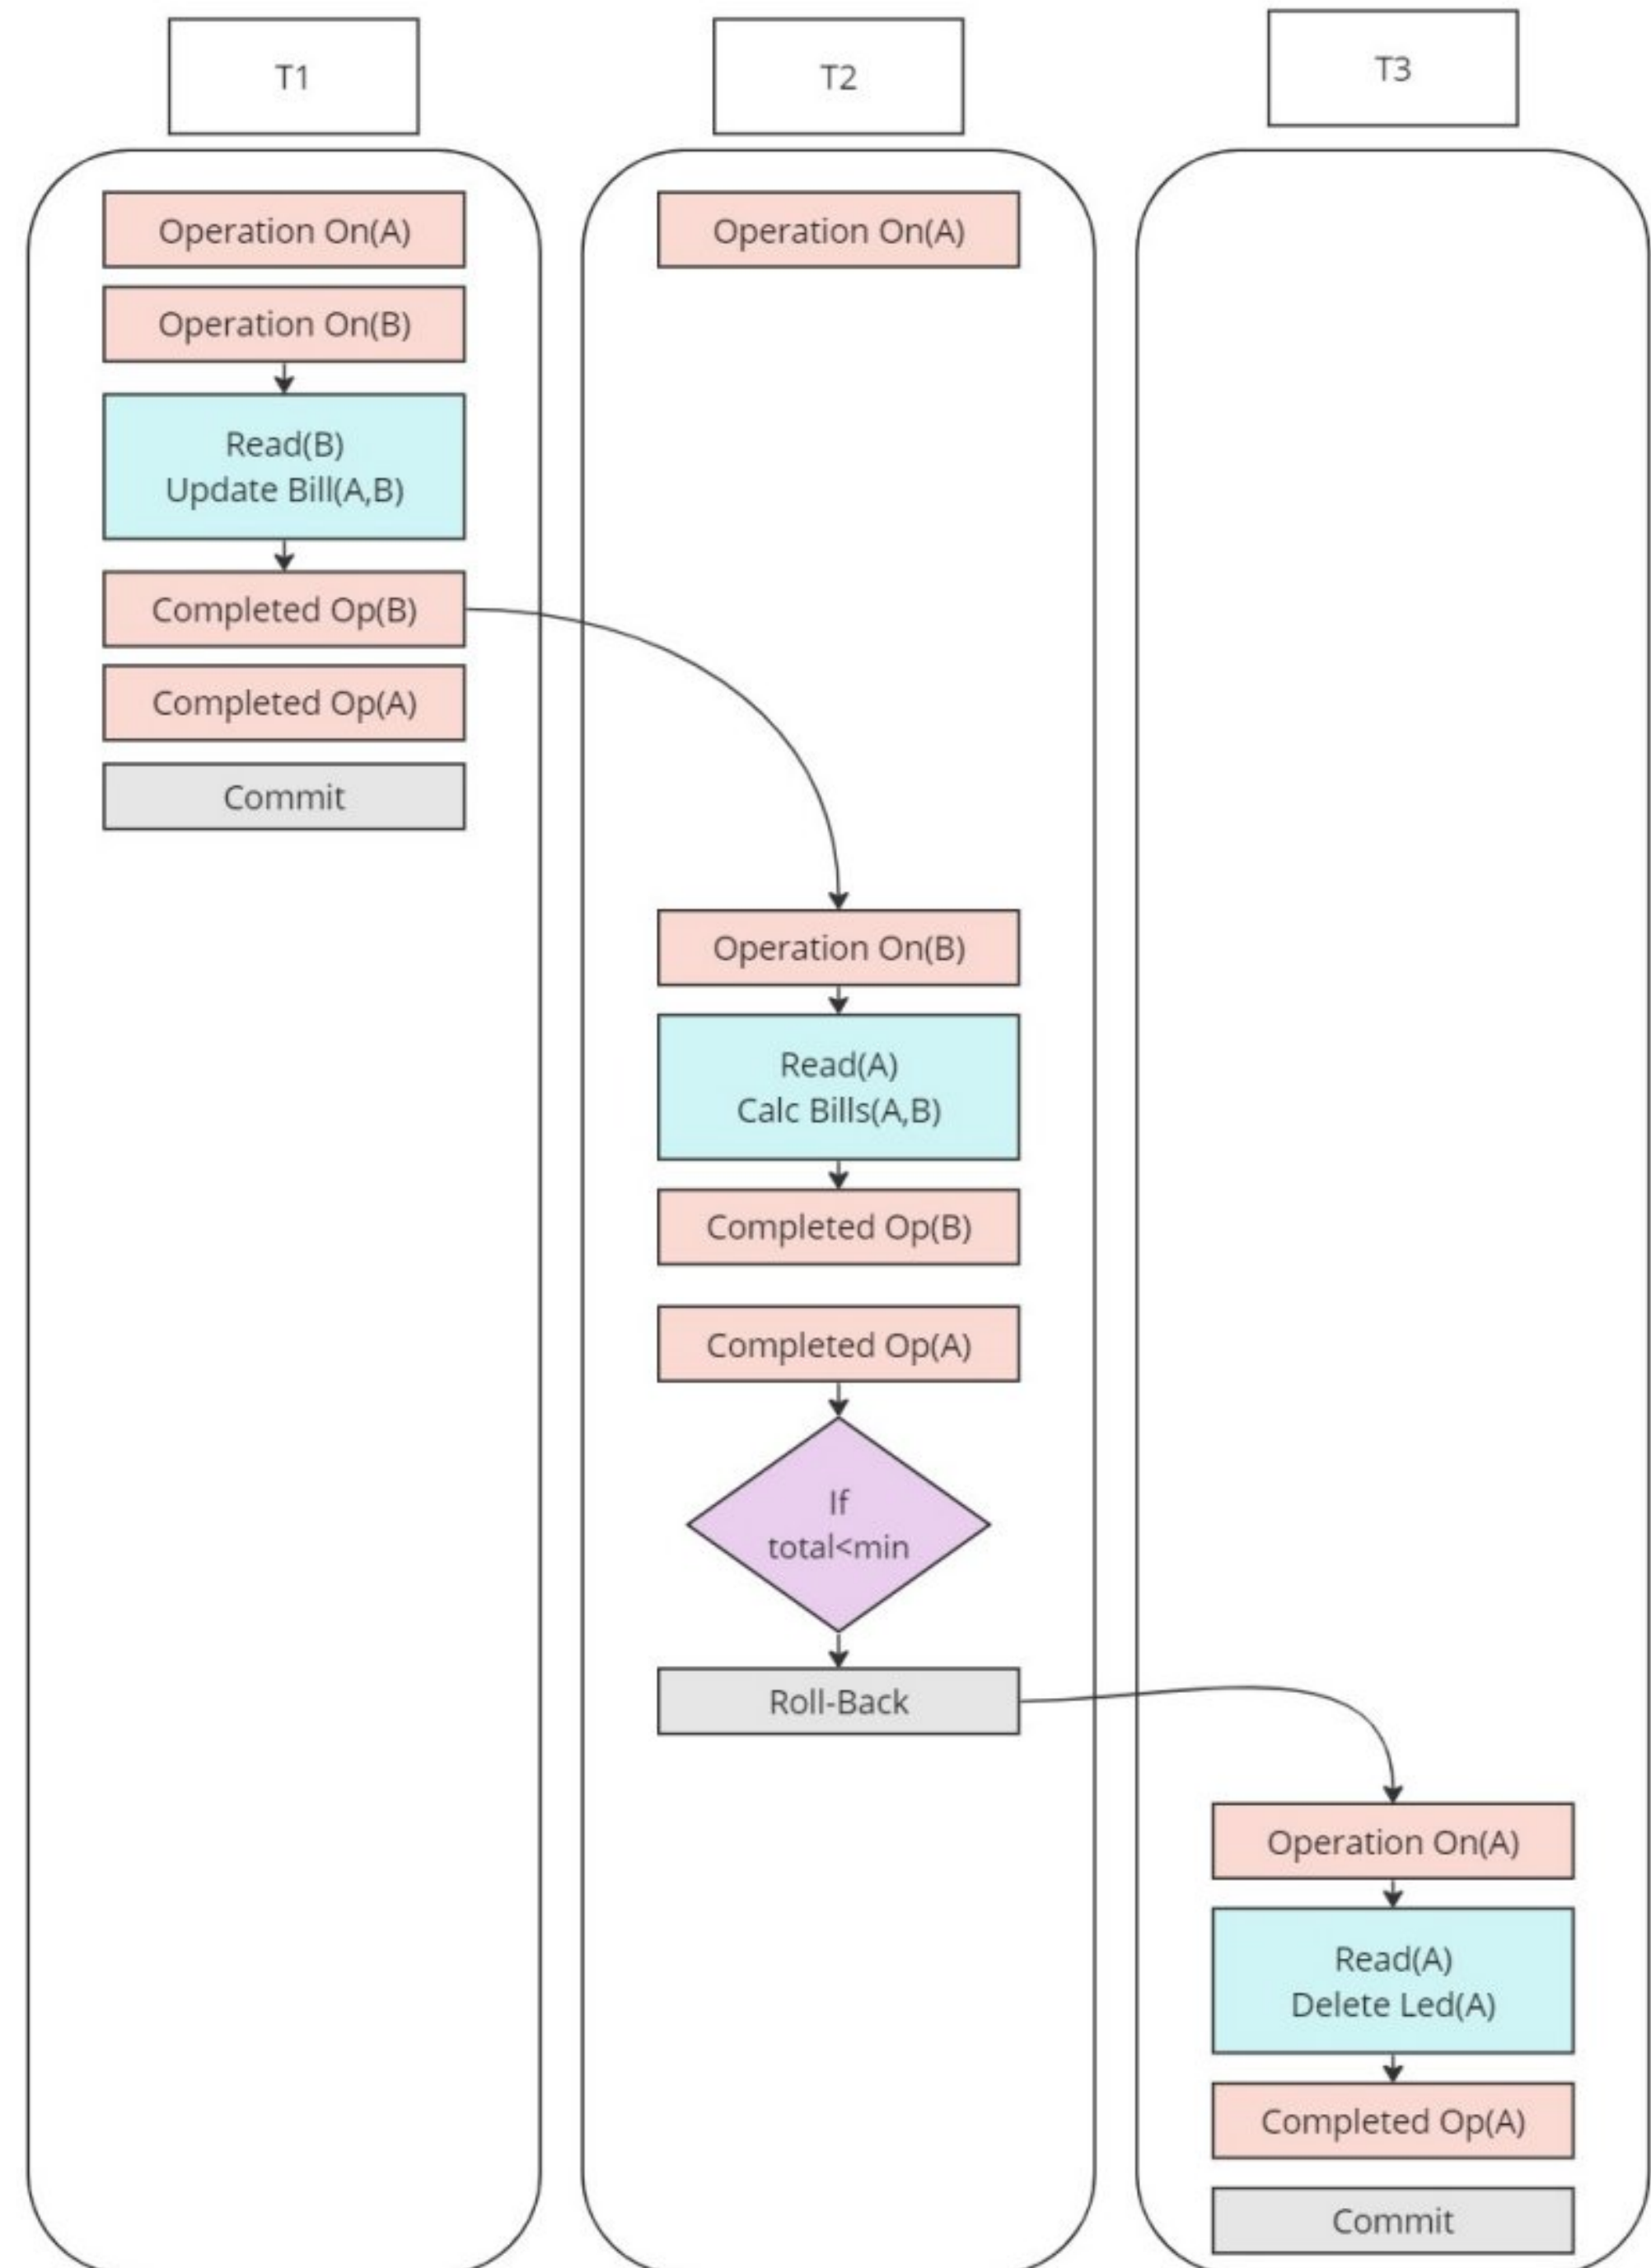 T1
T2
T3
Operation On(A)
Operation On(A)
Operation On(B)
Read(B)
Update Bill(A,B)
Completed Op(B)
Completed Op(A)
Commit
Operation On(B)
Read(A)
Calc Bills(A,B)
Completed Op(B)
Completed Op(A)
If
total<min
Roll-Back
Operation On(A)
Read(A)
Delete Led(A)
Completed Op(A)
Commit